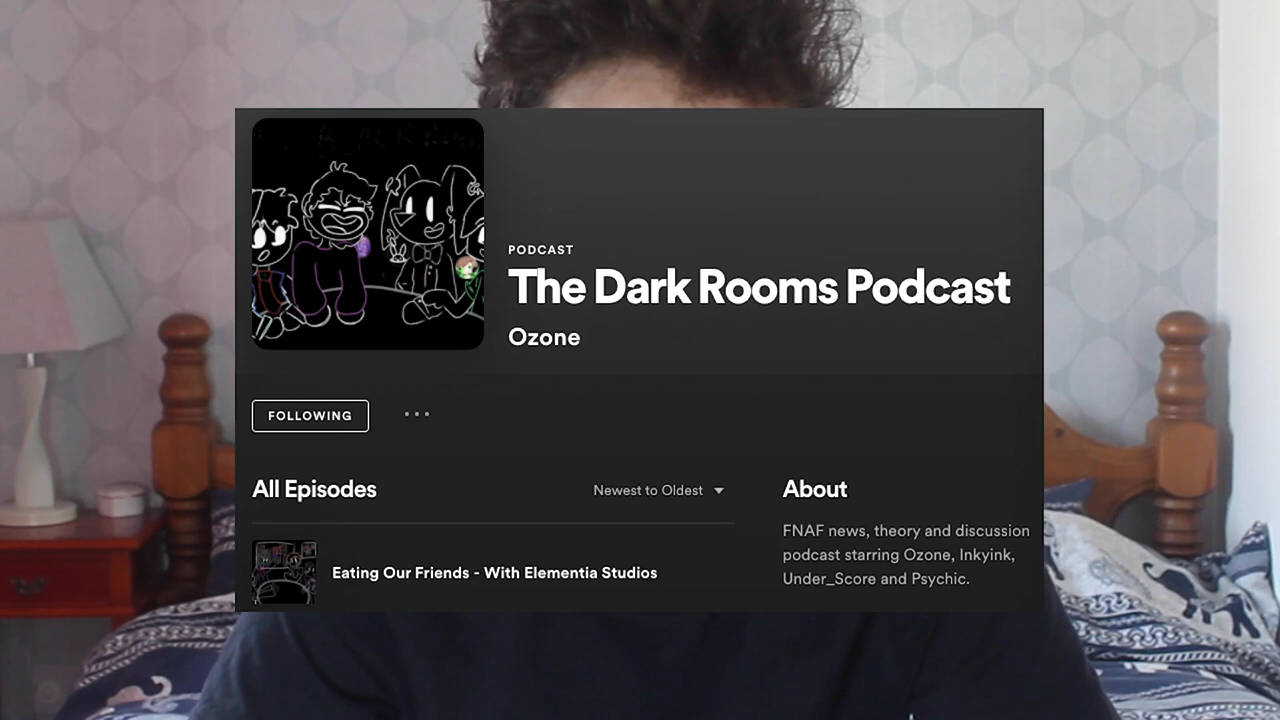 PODCAST
The Dark Rooms Podcast
Ozone
FOLLOWING
All Episodes
Newest to Oldest
About
FNAF news, theory and discussion
podcast starring Ozone, Inkyink,
Under_Score and Psychic.
Eating Our Friends - With Elementia Studios